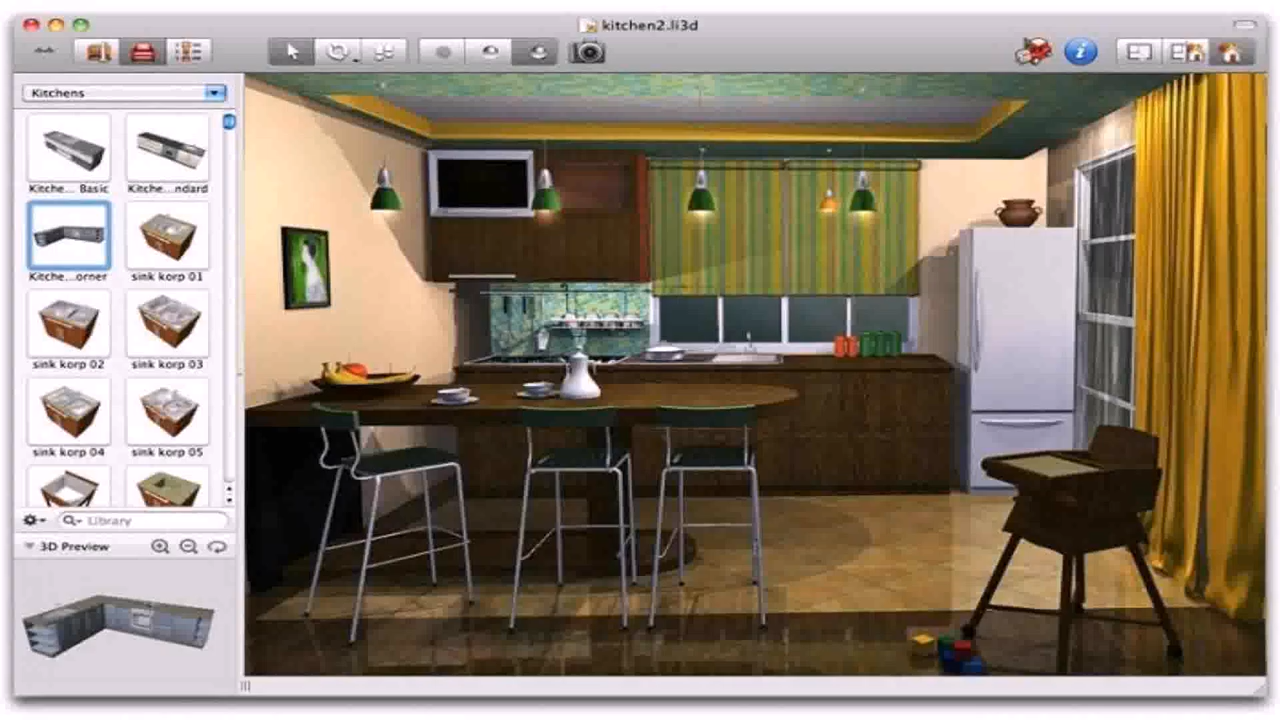 kitchen2.li3d
Kitchens
Kitche... Basic
Kitche...ndard
Kitche...orner
sink korp 01
sink korp 02
sink korp 03
sink korp 04
sink korp 05
Library
3D Preview